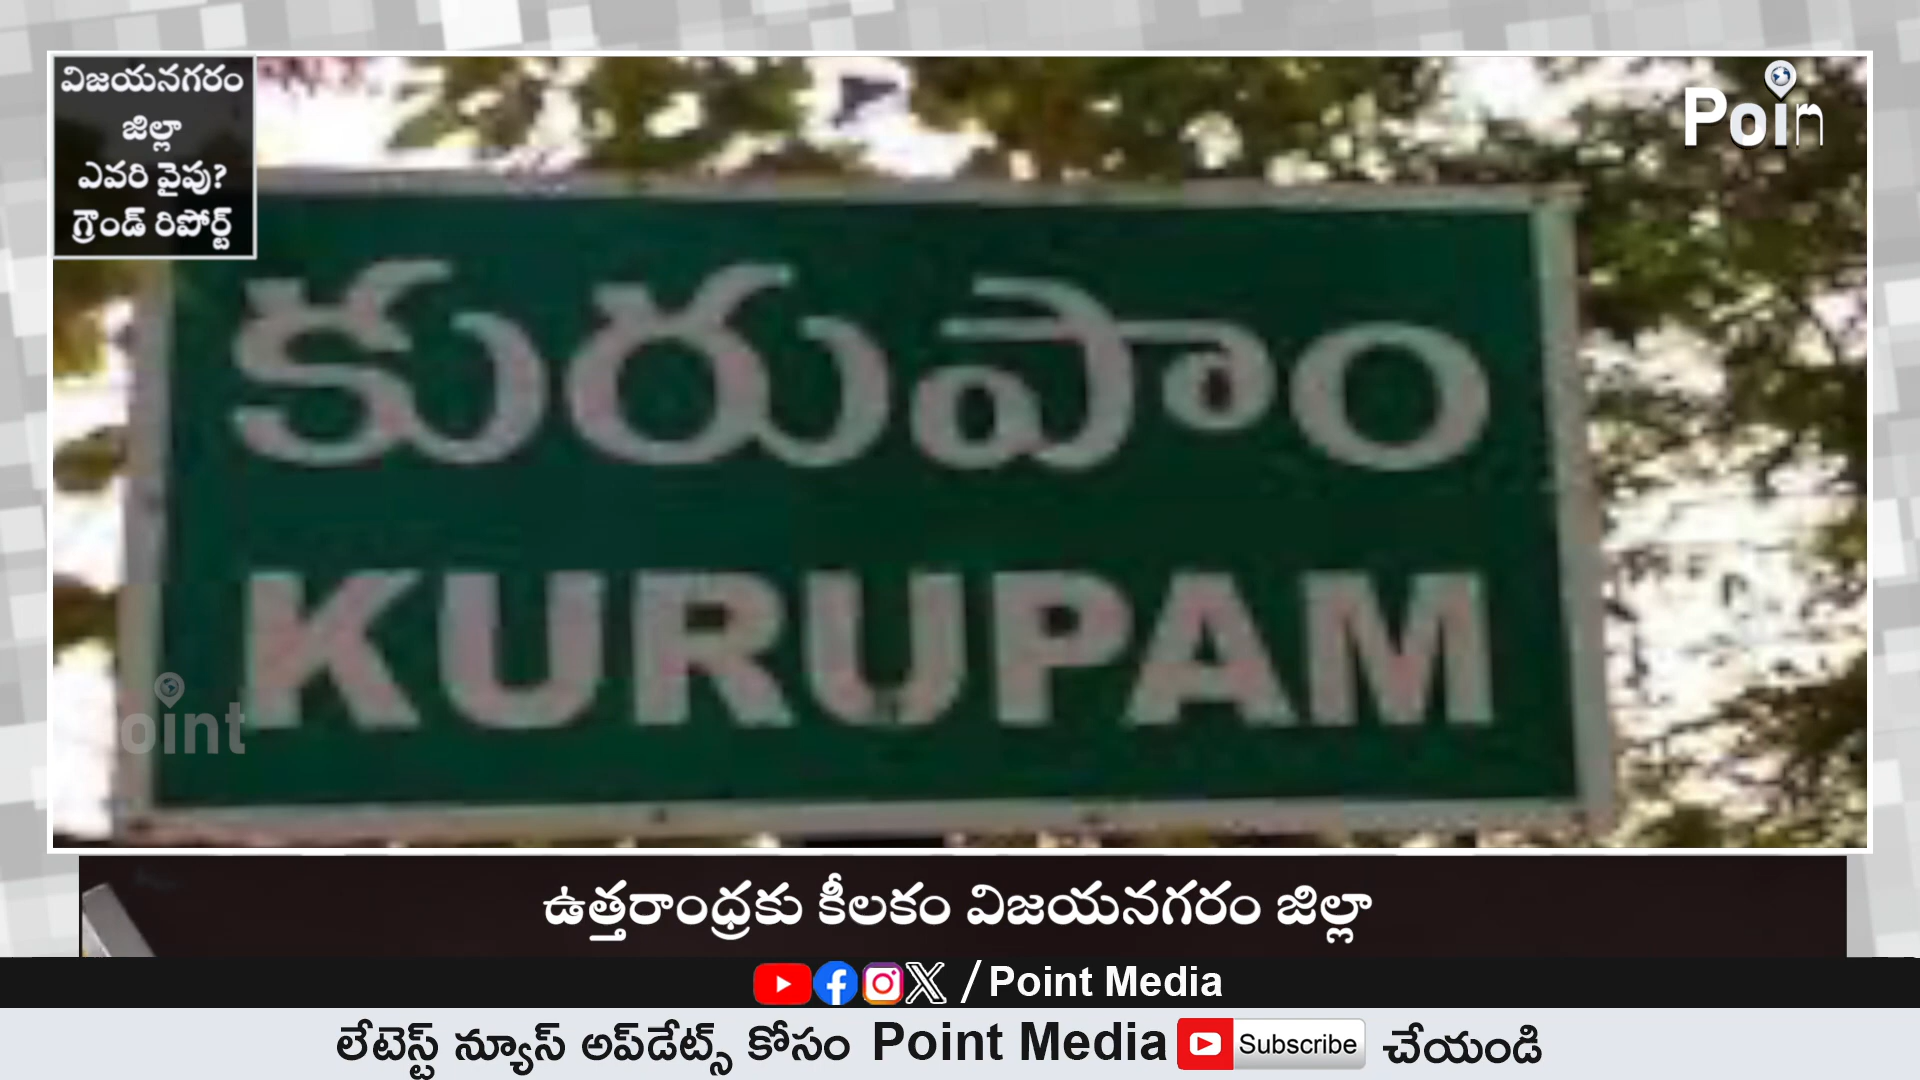 విజయనగరం
జిల్లా
ఎవరి వైపు?
గ్రౌండ్ రిపోర్ట్
Poin
కురుపాం
KURUPAM
oint
ఉత్తరాంధ్రకు కీలకం విజయనగరం జిల్లా
/ Point Media
లేటెస్ట్ న్యూస్ అప్‌డేట్స్ కోసం Point Media Subscribe చేయండి